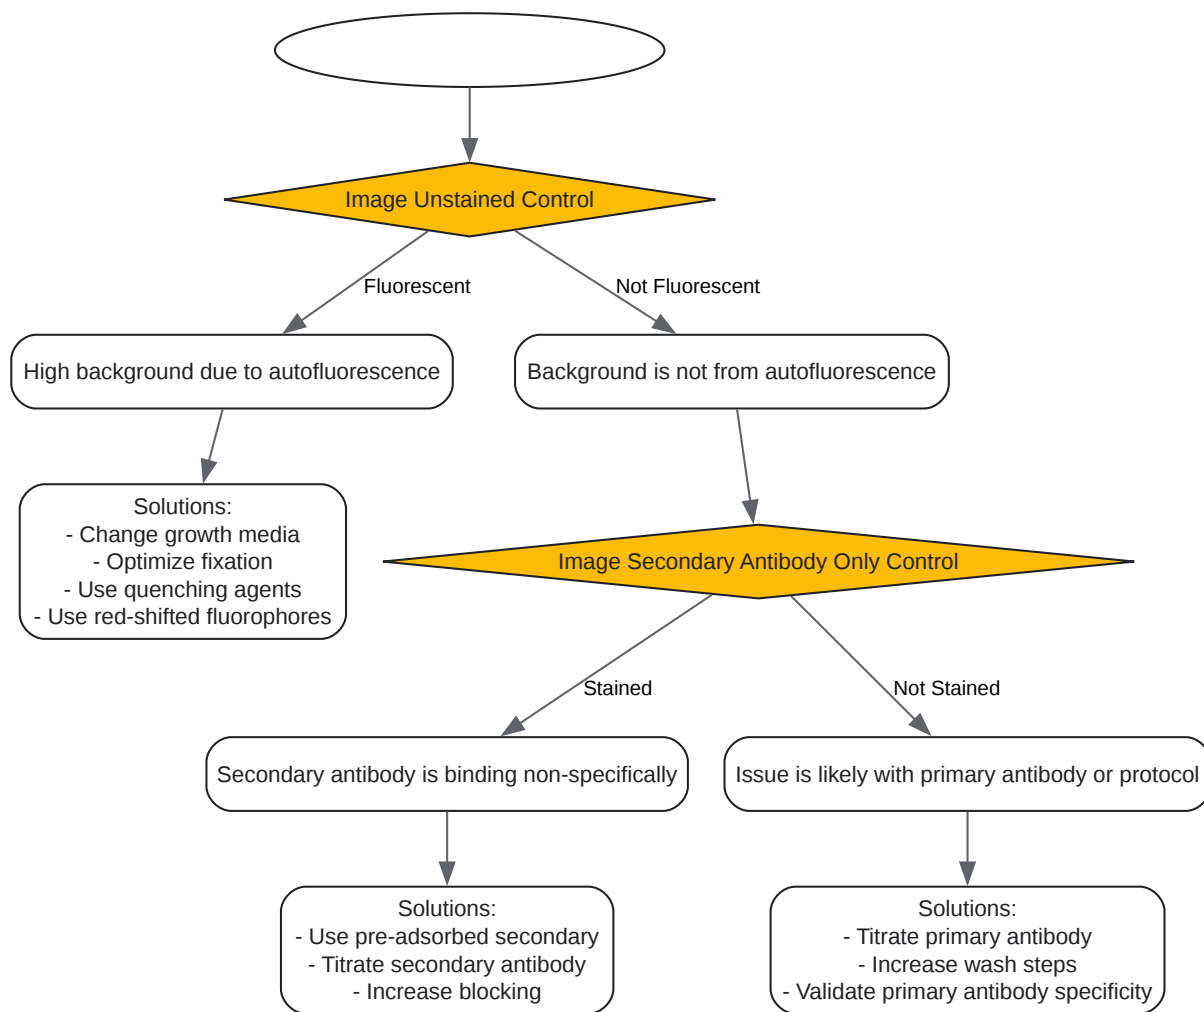 Image Unstained Control
Fluorescent
Not Fluorescent
High background due to autofluorescence
Background is not from autofluorescence
Solutions:
- Change growth media
- Optimize fixation
- Use quenching agents
- Use red-shifted fluorophores
Image Secondary Antibody Only Control
Stained
Not Stained
Secondary antibody is binding non-specifically
Issue is likely with primary antibody or protocol
Solutions:
- Use pre-adsorbed secondary
- Titrate secondary antibody
- Increase blocking
Solutions:
- Titrate primary antibody
- Increase wash steps
- Validate primary antibody specificity